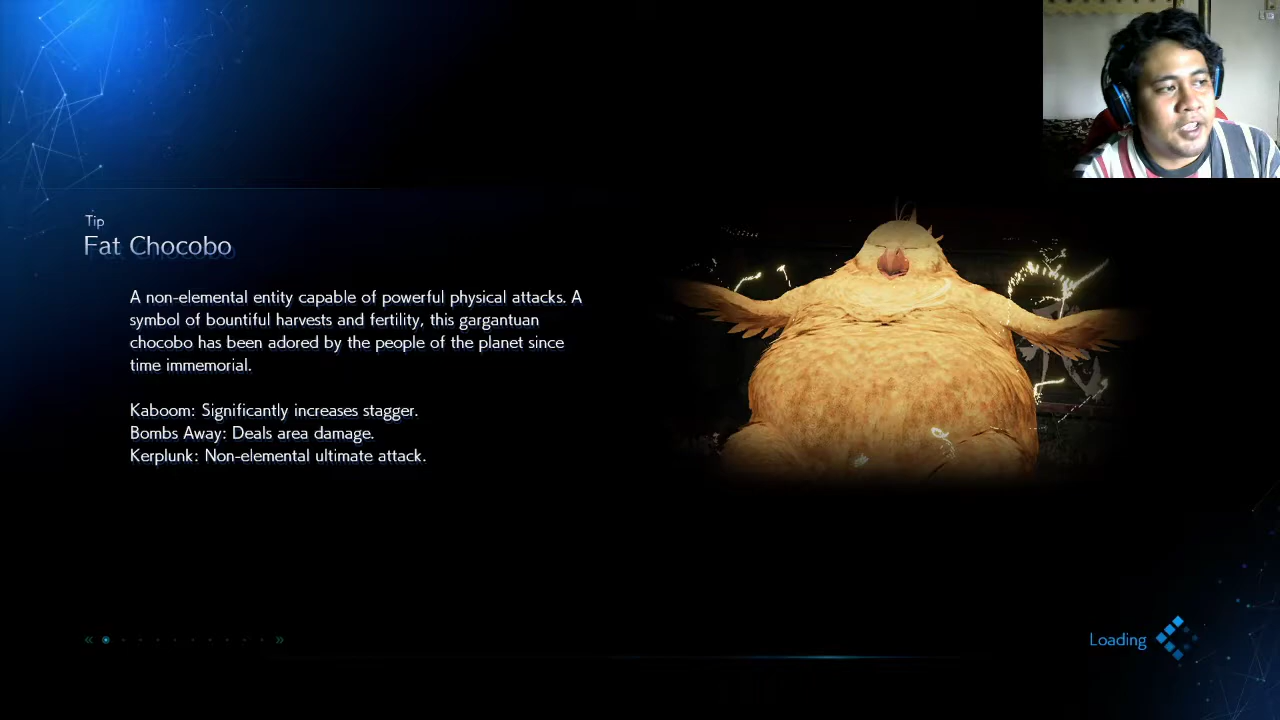 Tip
Fat Chocobo
A non-elemental entity capable of powerful physical attacks. A
symbol of bountiful harvests and fertility, this gargantuan
chocobo has been adored by the people of the planet since
time immemorial.
Kaboom: Significantly increases stagger.
Bombs Away: Deals area damage.
Kerplunk: Non-elemental ultimate attack.
Loading